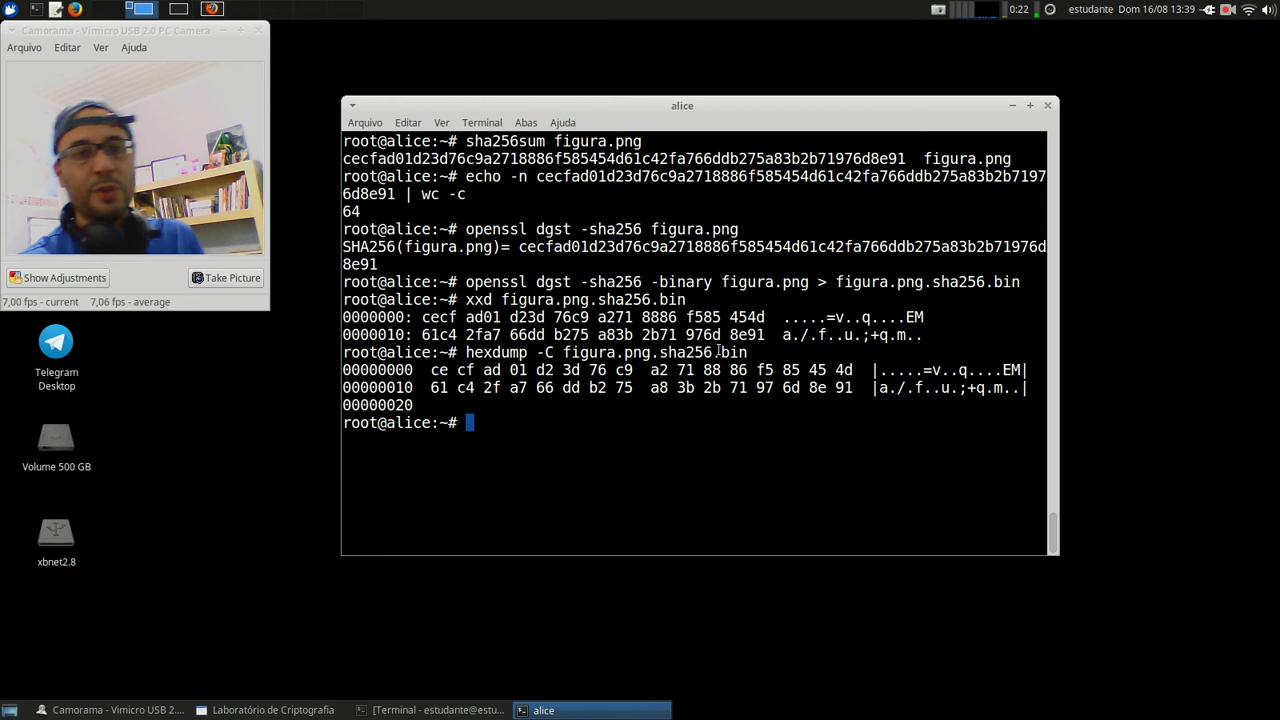 0:22
estudante
Dom 16/08 13:39
Camorama - Vimicro USB 2.0 PC Camera
Arquivo Editar Ver Ajuda
Show Adjustments
Take Picture
7,00 fps - current
7,06 fps - average
Telegram
Desktop
Volume 500 GB
xbnet2.8
alice
Arquivo Editar Ver Terminal Abas Ajuda
root@alice:~# sha256sum figura.png
cecfad01d23d76c9a2718886f585454d61c42fa766ddb275a83b2b71976d8e91  figura.png
root@alice:~# echo -n cecfad01d23d76c9a2718886f585454d61c42fa766ddb275a83b2b7197
6d8e91 | wc -c
64
root@alice:~# openssl dgst -sha256 figura.png
SHA256(figura.png)= cecfad01d23d76c9a2718886f585454d61c42fa766ddb275a83b2b71976d
8e91
root@alice:~# openssl dgst -sha256 -binary figura.png > figura.png.sha256.bin
root@alice:~# xxd figura.png.sha256.bin
0000000: cecf ad01 d23d 76c9 a271 8886 f585 454d  .....=v..q....EM
0000010: 61c4 2fa7 66dd b275 a83b 2b71 976d 8e91  a./.f..u.;+q.m..
root@alice:~# hexdump -C figura.png.sha256.bin
00000000  ce cf ad 01 d2 3d 76 c9  a2 71 88 86 f5 85 45 4d  |.....=v..q....EM|
00000010  61 c4 2f a7 66 dd b2 75  a8 3b 2b 71 97 6d 8e 91  |a./.f..u.;+q.m..|
00000020
root@alice:~#
Camorama - Vimicro USB 2....
Laboratório de Criptografia
[Terminal - estudante@estu...
alice